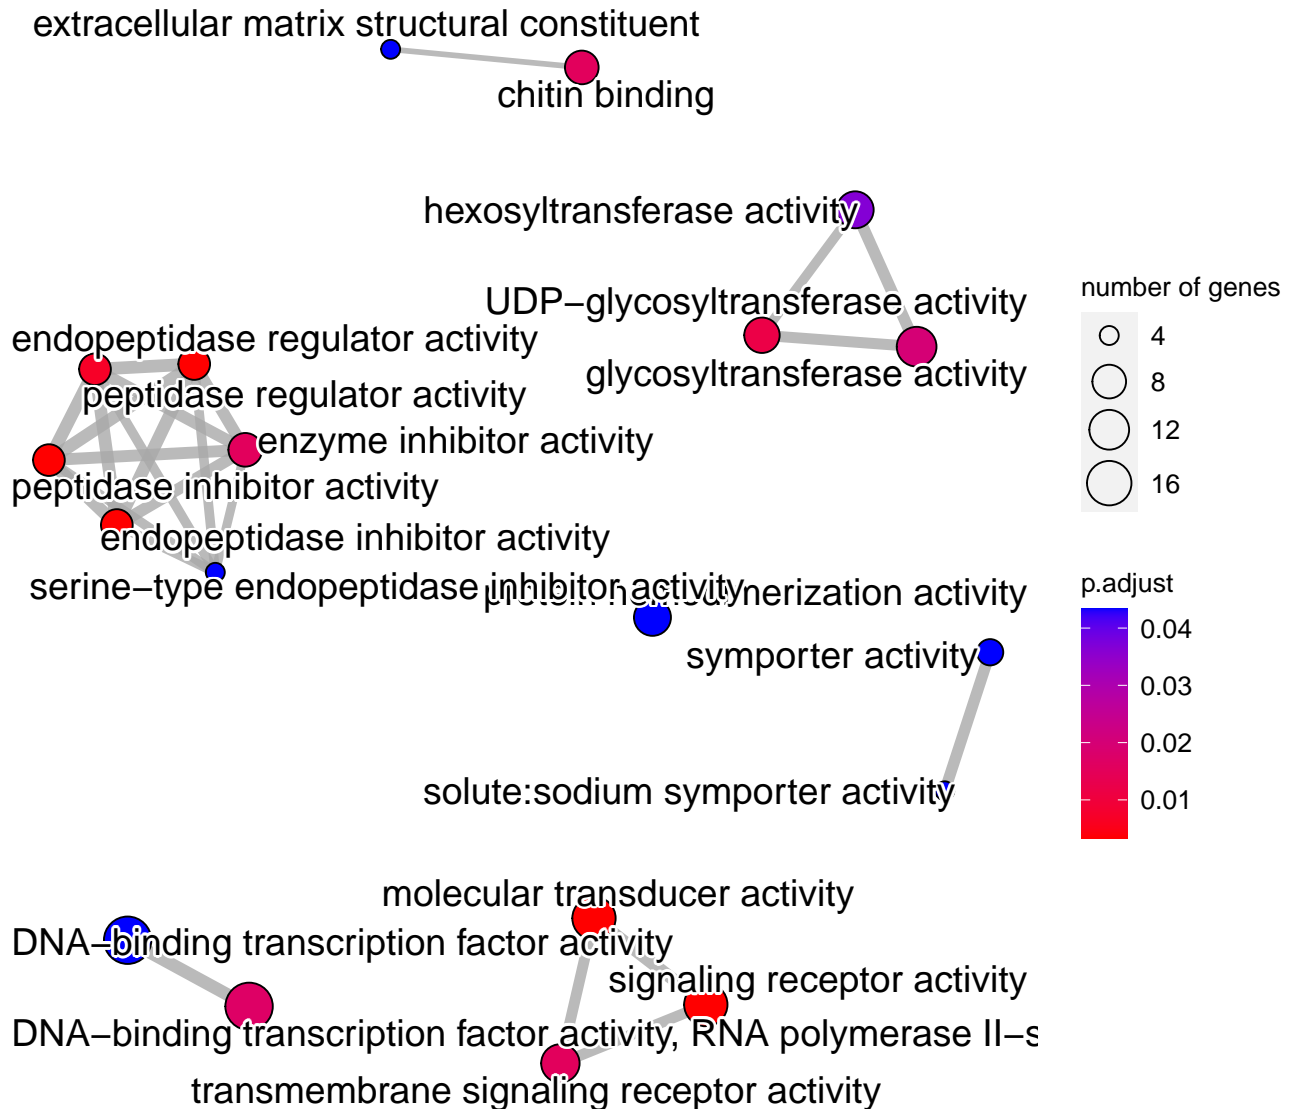 extracellular matrix structural constituent
chitin binding
hexosyltransferase activity
UDP−glycosyltransferase activity
glycosyltransferase activity
endopeptidase regulator activity
peptidase regulator activity
enzyme inhibitor activity
peptidase inhibitor activity
endopeptidase inhibitor activity
serine−type endopeptidase inhibitor activity
protein activity
symporter activity
solute:sodium symporter activity
molecular transducer activity
DNA−binding transcription factor activity
signaling receptor activity
DNA−binding transcription factor activity, RNA polymerase II−s
transmembrane signaling receptor activity
number of genes
4
8
12
16
p.adjust
0.04
0.03
0.02
0.01